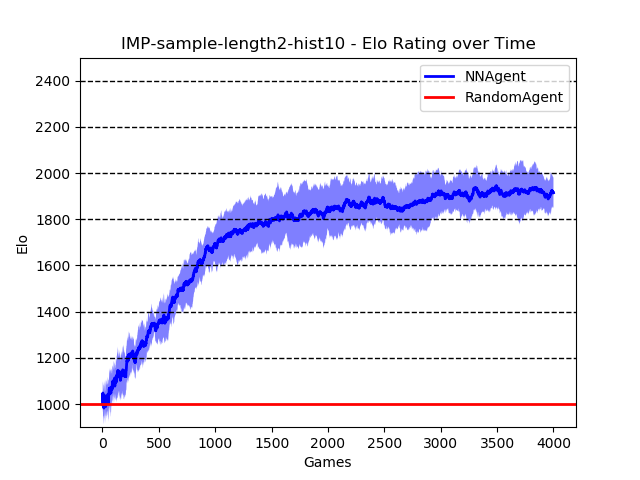 IMP-sample-length2-hist10 - Elo Rating over Time
NNAgent
RandomAgent
2400
2200
2000
1800
1600
1400
1200
1000
Elo
0 500 1000 1500 2000 2500 3000 3500 4000
Games